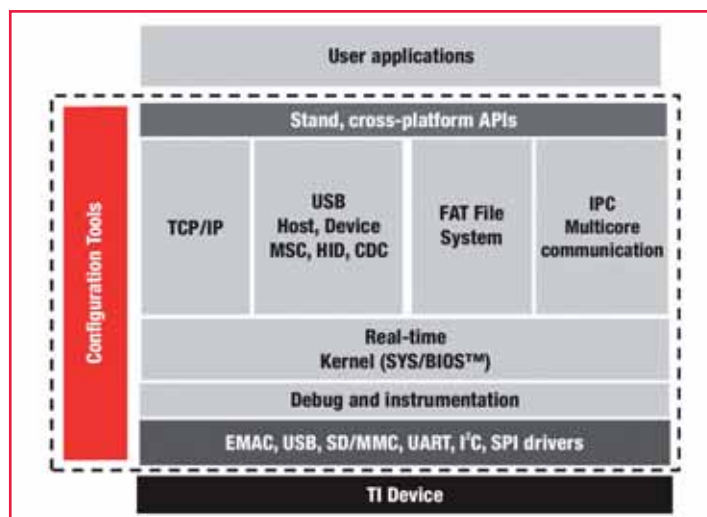 User applications
Configuration Tools
Stand, cross-platform APIs
TCP/IP
USB
Host, Device
MSC, HID, CDC
FAT File
System
IPC
Multicore
communication
Real-time
Kernel (SYS/BIOS™)
Debug and instrumentation
EMAC, USB, SD/MMC, UART, I²C, SPI drivers
TI Device